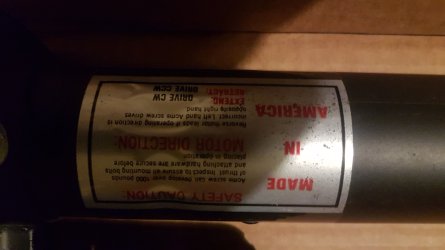 SAFETY CAUTION:
Acme screw can develop over 1000 pounds
of thrust. Inspect to assure all mounting bolts
and attaching hardware are secure before
placing in operation.
MOTOR DIRECTION
Reverse motor leads if operating direction is
incorrect. Left hand Acme screw drives
opposite right hand.
EXTEND: DRIVE CW
RETRACT: DRIVE CCW
MADE
IN
AMERICA